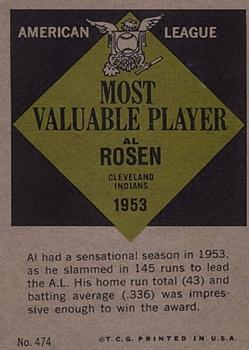 AMERICAN LEAGUE
MOST
VALUABLE PLAYER
AL
ROSEN
CLEVELAND
INDIANS
1953
Al had a sensational season in 1953,
as he slammed in 145 runs to lead
the A.L. His home run total (43) and
batting average (.336) was impres-
sive enough to win the award.
No. 474
©T.C.G. PRINTED IN U.S.A.